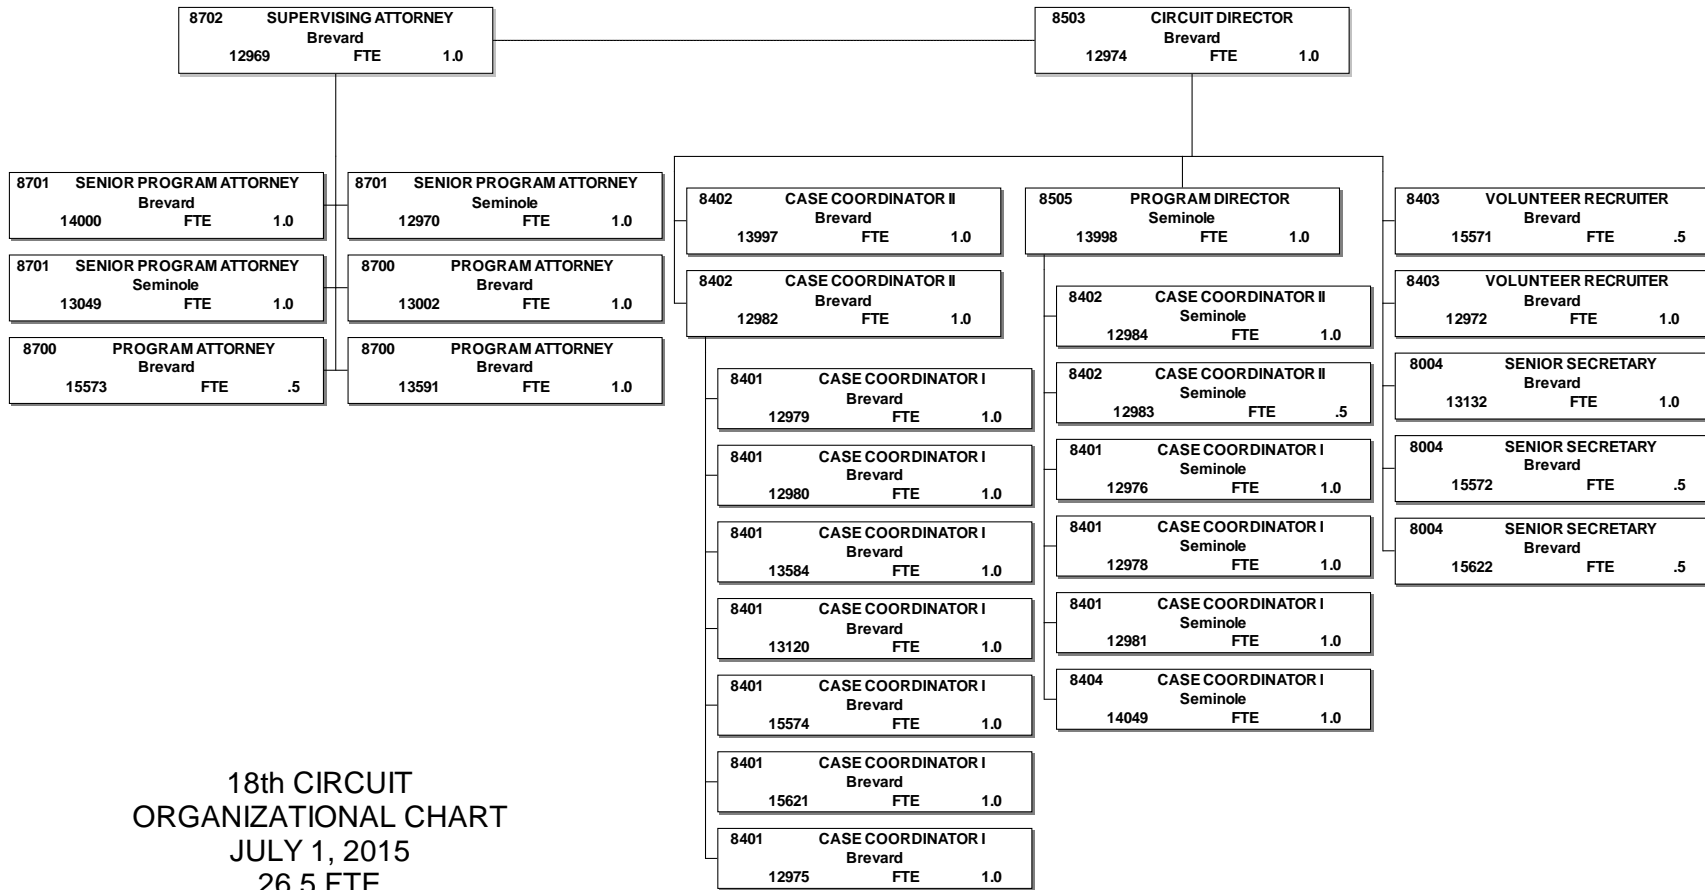 8702 SUPERVISING ATTORNEY
Brevard
12969 FTE 1.0
8503 CIRCUIT DIRECTOR
Brevard
12974 FTE 1.0
8701 SENIOR PROGRAM ATTORNEY
Brevard
14000 FTE 1.0
8701 SENIOR PROGRAM ATTORNEY
Seminole
12970 FTE 1.0
8701 SENIOR PROGRAM ATTORNEY
Seminole
13049 FTE 1.0
8700 PROGRAM ATTORNEY
Brevard
13002 FTE 1.0
8700 PROGRAM ATTORNEY
Brevard
15573 FTE .5
8700 PROGRAM ATTORNEY
Brevard
13591 FTE 1.0
8402 CASE COORDINATOR II
Brevard
13997 FTE 1.0
8402 CASE COORDINATOR II
Brevard
12982 FTE 1.0
8401 CASE COORDINATOR I
Brevard
12979 FTE 1.0
8401 CASE COORDINATOR I
Brevard
12980 FTE 1.0
8401 CASE COORDINATOR I
Brevard
13584 FTE 1.0
8401 CASE COORDINATOR I
Brevard
13120 FTE 1.0
8401 CASE COORDINATOR I
Brevard
15574 FTE 1.0
8401 CASE COORDINATOR I
Brevard
15621 FTE 1.0
8401 CASE COORDINATOR I
Brevard
12975 FTE 1.0
8505 PROGRAM DIRECTOR
Seminole
13998 FTE 1.0
8402 CASE COORDINATOR II
Seminole
12984 FTE 1.0
8402 CASE COORDINATOR II
Seminole
12983 FTE .5
8401 CASE COORDINATOR I
Seminole
12976 FTE 1.0
8401 CASE COORDINATOR I
Seminole
12978 FTE 1.0
8401 CASE COORDINATOR I
Seminole
12981 FTE 1.0
8404 CASE COORDINATOR I
Seminole
14049 FTE 1.0
8403 VOLUNTEER RECRUITER
Brevard
15571 FTE .5
8403 VOLUNTEER RECRUITER
Brevard
12972 FTE 1.0
8004 SENIOR SECRETARY
Brevard
13132 FTE 1.0
8004 SENIOR SECRETARY
Brevard
15572 FTE .5
8004 SENIOR SECRETARY
Brevard
15622 FTE .5
18th CIRCUIT
ORGANIZATIONAL CHART
JULY 1, 2015
26.5 FTE